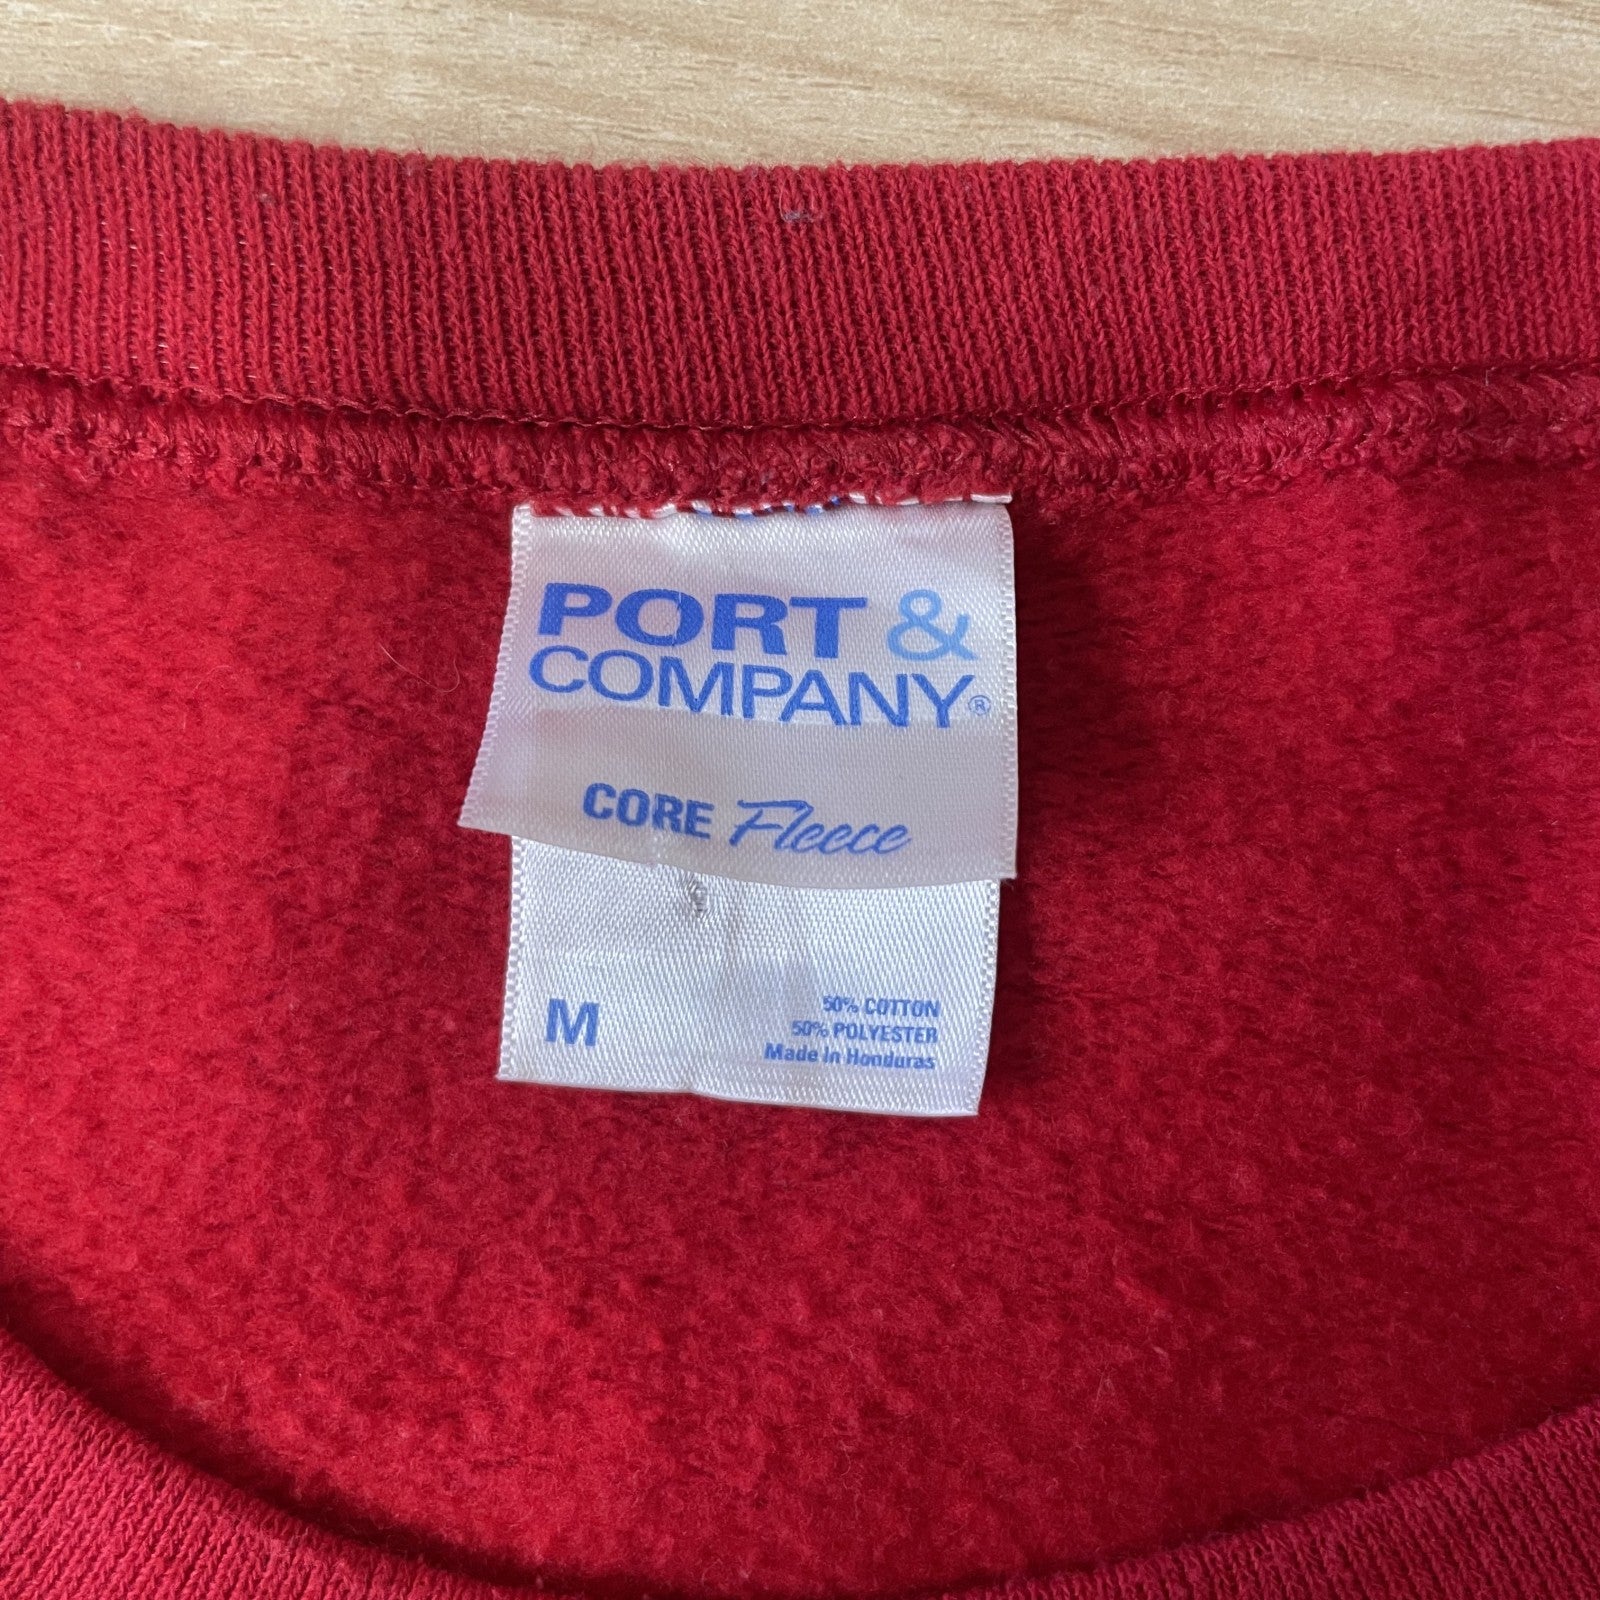 PORT &
COMPANY®
CORE Fleece
M
50% COTTON
50% POLYESTER
Made In Honduras